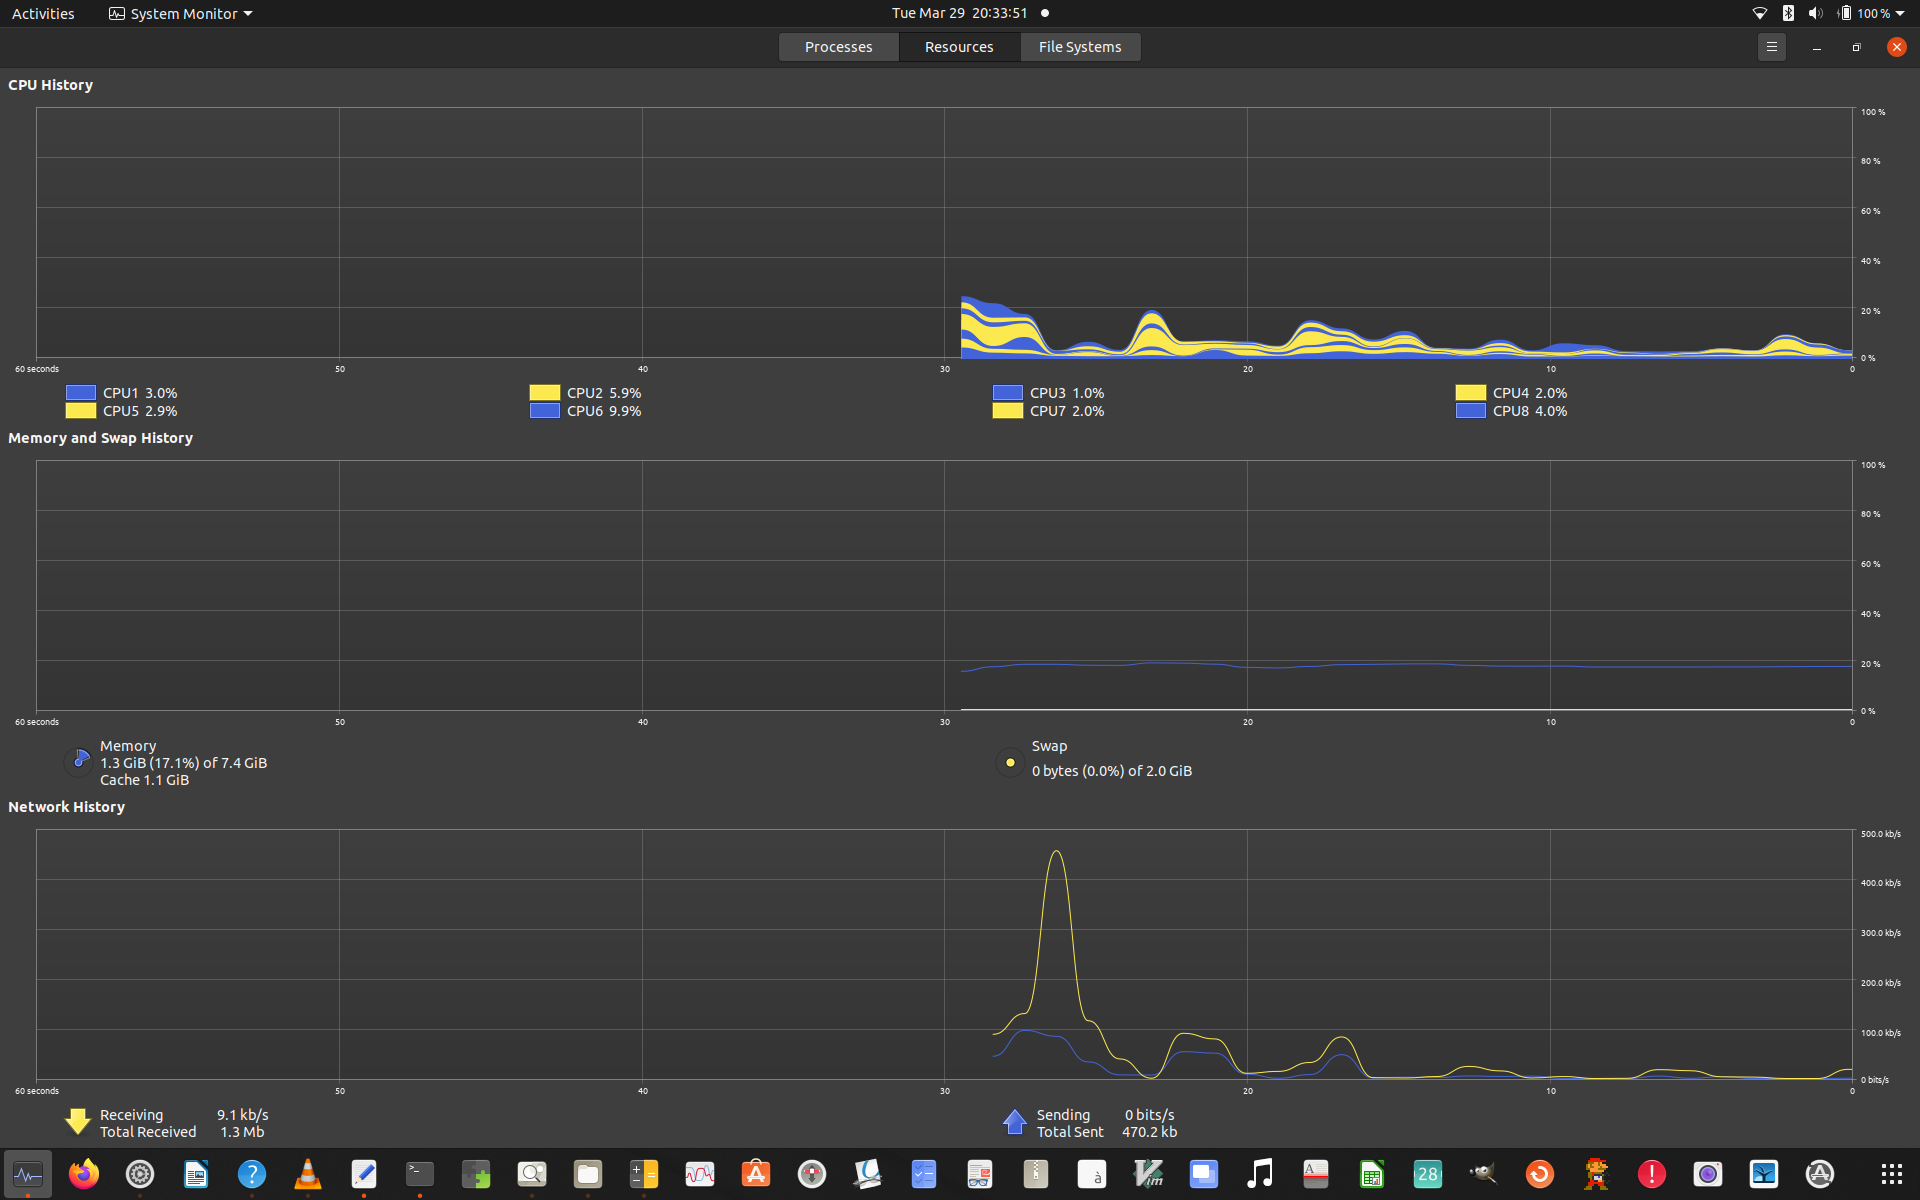 Activities System Monitor Tue Mar 29 20:33:51 100 %
Processes Resources File Systems
CPU History
100 %
80 %
60 %
40 %
20 %
0 %
60 seconds 50 40 30 20 10 0
CPU1 3.0% CPU2 5.9% CPU3 1.0% CPU4 2.0%
CPU5 2.9% CPU6 9.9% CPU7 2.0% CPU8 4.0%
Memory and Swap History
100 %
80 %
60 %
40 %
20 %
0 %
60 seconds 50 40 30 20 10 0
Memory
1.3 GiB (17.1%) of 7.4 GiB
Cache 1.1 GiB
Swap
0 bytes (0.0%) of 2.0 GiB
Network History
500.0 kb/s
400.0 kb/s
300.0 kb/s
200.0 kb/s
100.0 kb/s
0 bits/s
60 seconds 50 40 30 20 10 0
Receiving 9.1 kb/s
Total Received 1.3 Mb
Sending 0 bits/s
Total Sent 470.2 kb
? >_ à Vim A 28 !